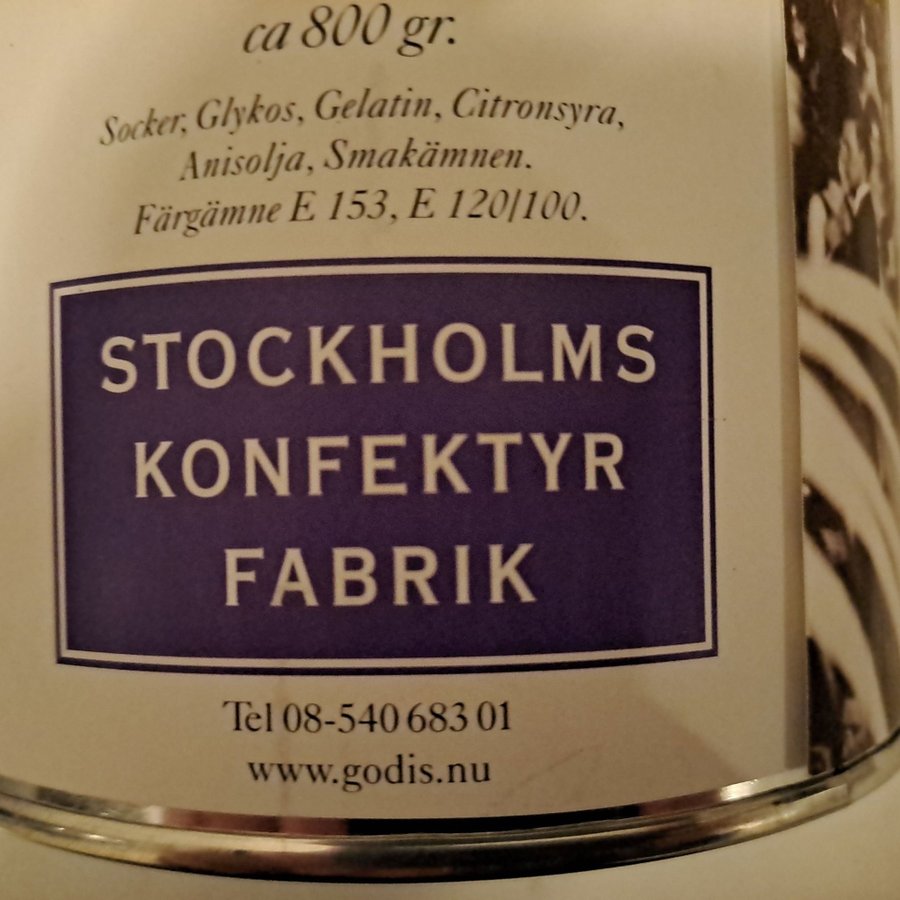 ca 800 gr.
Socker, Glykos, Gelatin, Citronsyra,
Anisolja, Smakämnen.
Färgämne E 153, E 120/100.
STOCKHOLMS
KONFEKTYR
FABRIK
Tel 08-540 683 01
www.godis.nu